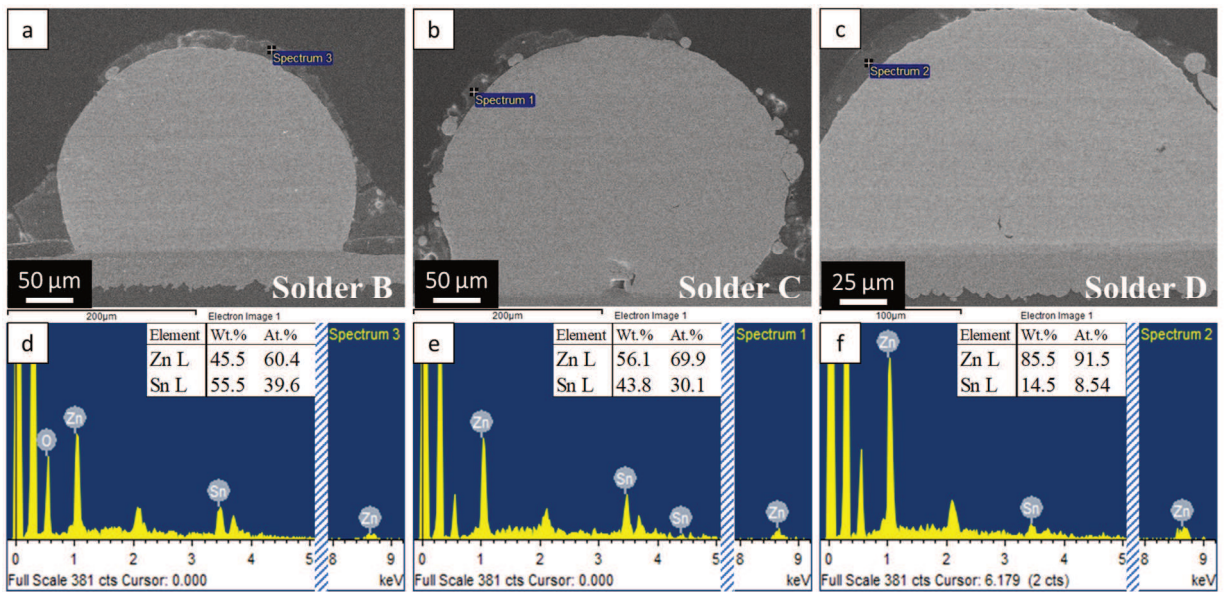 a
Spectrum 3
50 µm
Solder B
200µm Electron Image 1
b
Spectrum 1
50 µm
Solder C
200µm Electron Image 1
c
Spectrum 2
25 µm
Solder D
100µm Electron Image 1
d
Element Wt.% At.%
Zn L 45.5 60.4
Sn L 55.5 39.6
Spectrum 3
O Zn Sn Zn
0 1 2 3 4 5 8 9
Full Scale 381 cts Cursor: 0.000 keV
e
Element Wt.% At.%
Zn L 56.1 69.9
Sn L 43.8 30.1
Spectrum 1
Zn Sn Sn Zn
0 1 2 3 4 5 8 9
Full Scale 381 cts Cursor: 0.000 keV
f
Element Wt.% At.%
Zn L 85.5 91.5
Sn L 14.5 8.54
Spectrum 2
Zn Sn Zn
0 1 2 3 4 5 8 9
Full Scale 381 cts Cursor: 6.179 (2 cts) keV